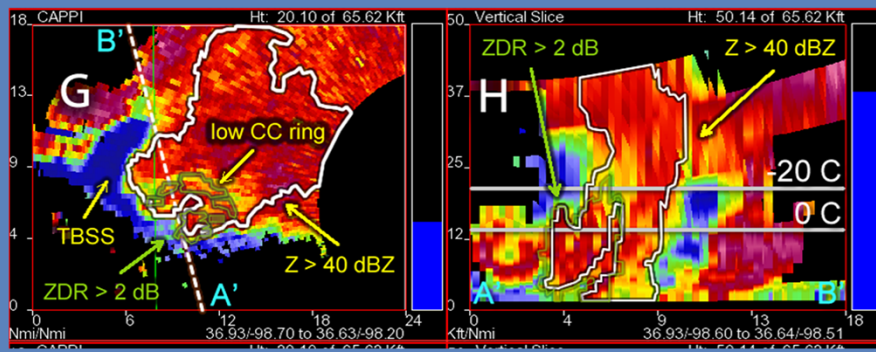 CAPPI Ht: 20.10 of 65.62 Kft
18
13
9
4
0
0 6 12 18 24
B'
G
low CC ring
TBSS
Z > 40 dBZ
ZDR > 2 dB
A'
Nmi/Nmi 36.93/-98.70 to 36.63/-98.20
Vertical Slice Ht: 50.14 of 65.62 Kft
50
37
25
12
0
0 4 9 13 18
ZDR > 2 dB
Z > 40 dBZ
H
-20 C
0 C
A' B'
Kft/Nmi 36.93/-98.60 to 36.64/-98.51